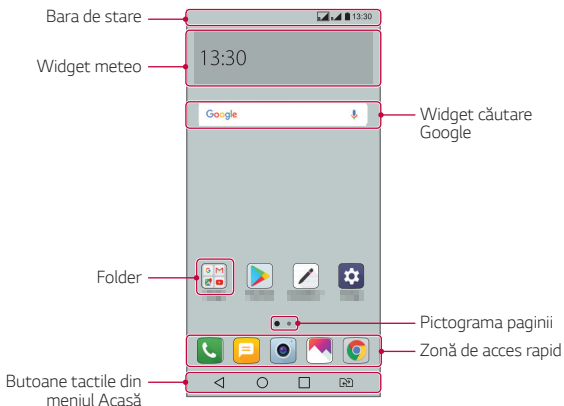 Bara de stare
13:30
Widget meteo
13:30
Google
Widget căutare
Google
Folder
G M
Pictograma paginii
Zonă de acces rapid
Butoane tactile din
meniul Acasă